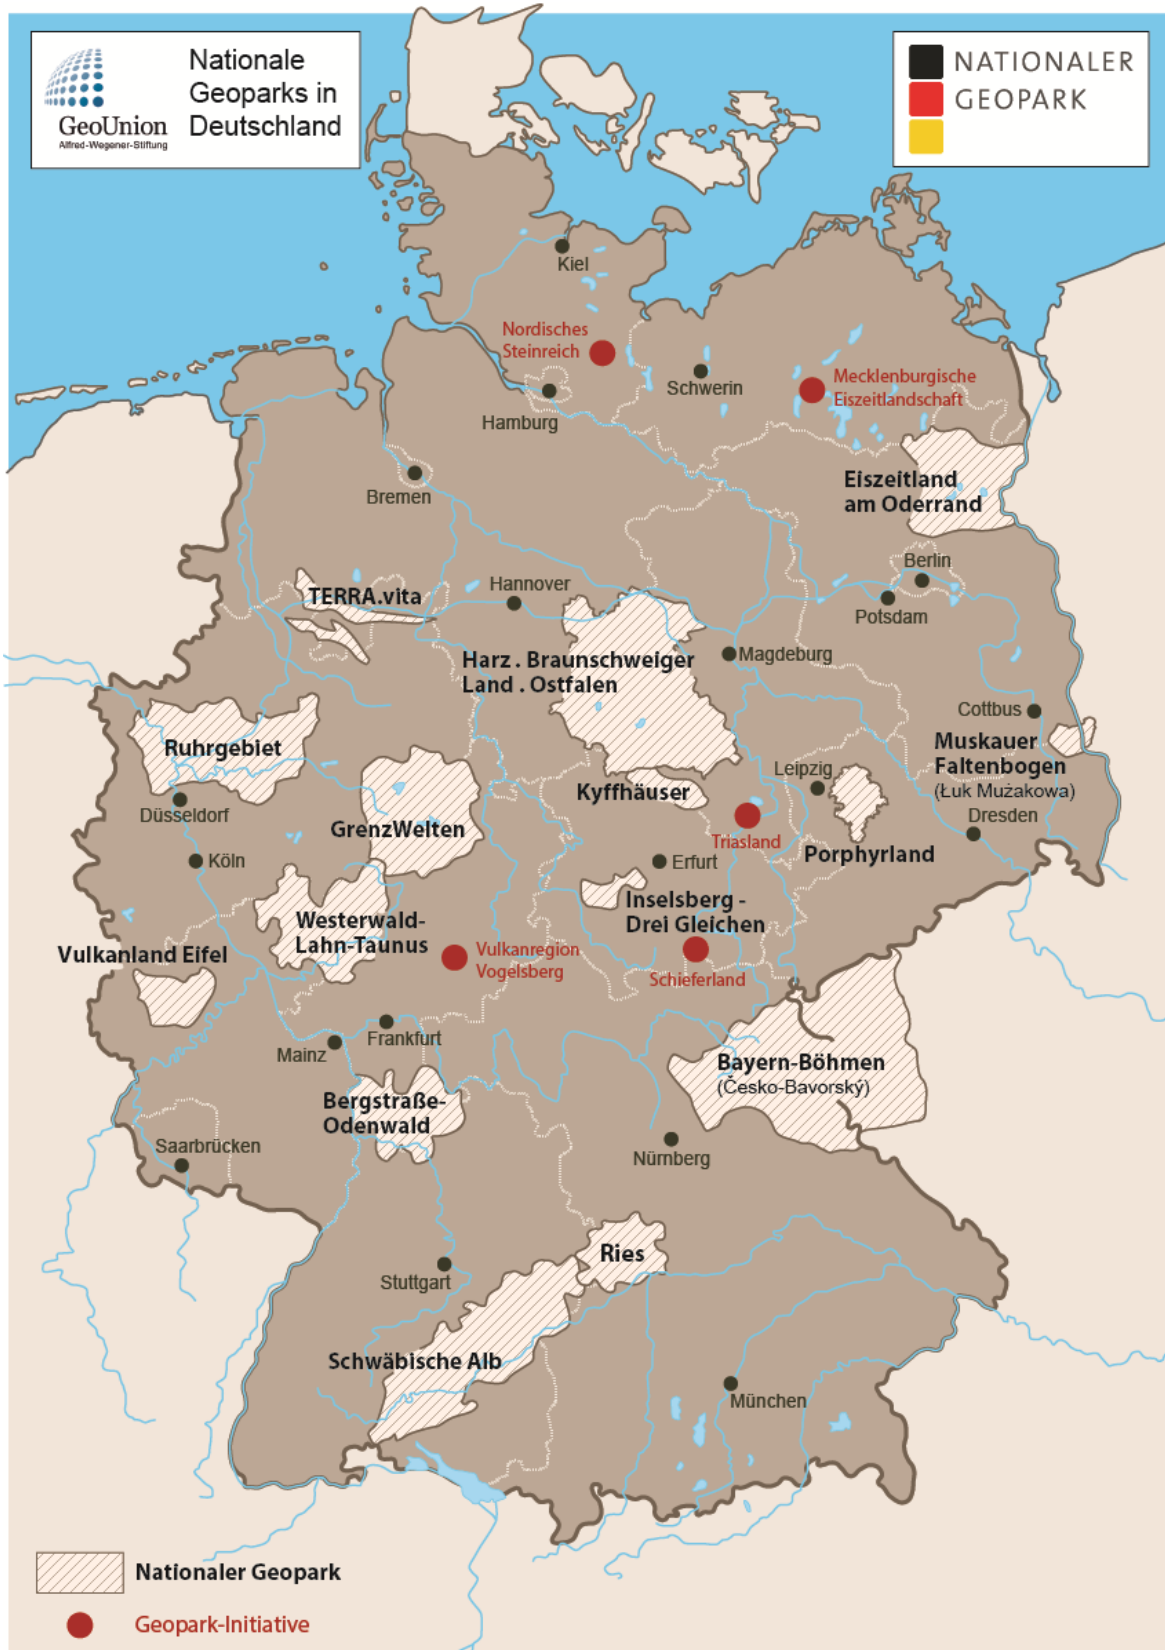 GeoUnion
Alfred-Wegener-Stiftung
Nationale
Geoparks in
Deutschland
NATIONALER
GEOPARK
Kiel
Nordisches
Steinreich
Schwerin
Mecklenburgische
Eiszeitlandschaft
Hamburg
Bremen
Eiszeitland
am Oderrand
Berlin
Potsdam
TERRA.vita
Hannover
Harz . Braunschweiger
Land . Ostfalen
Magdeburg
Cottbus
Muskauer
Faltenbogen
(Łuk Mużakowa)
Ruhrgebiet
Düsseldorf
Köln
GrenzWelten
Kyffhäuser
Leipzig
Triasland
Porphyrland
Dresden
Erfurt
Inselsberg -
Drei Gleichen
Schieferland
Westerwald-
Lahn-Taunus
Vulkanregion
Vogelsberg
Vulkanland Eifel
Frankfurt
Mainz
Bayern-Böhmen
(Česko-Bavorský)
Bergstraße-
Odenwald
Saarbrücken
Nürnberg
Ries
Stuttgart
Schwäbische Alb
München
Nationaler Geopark
Geopark-Initiative